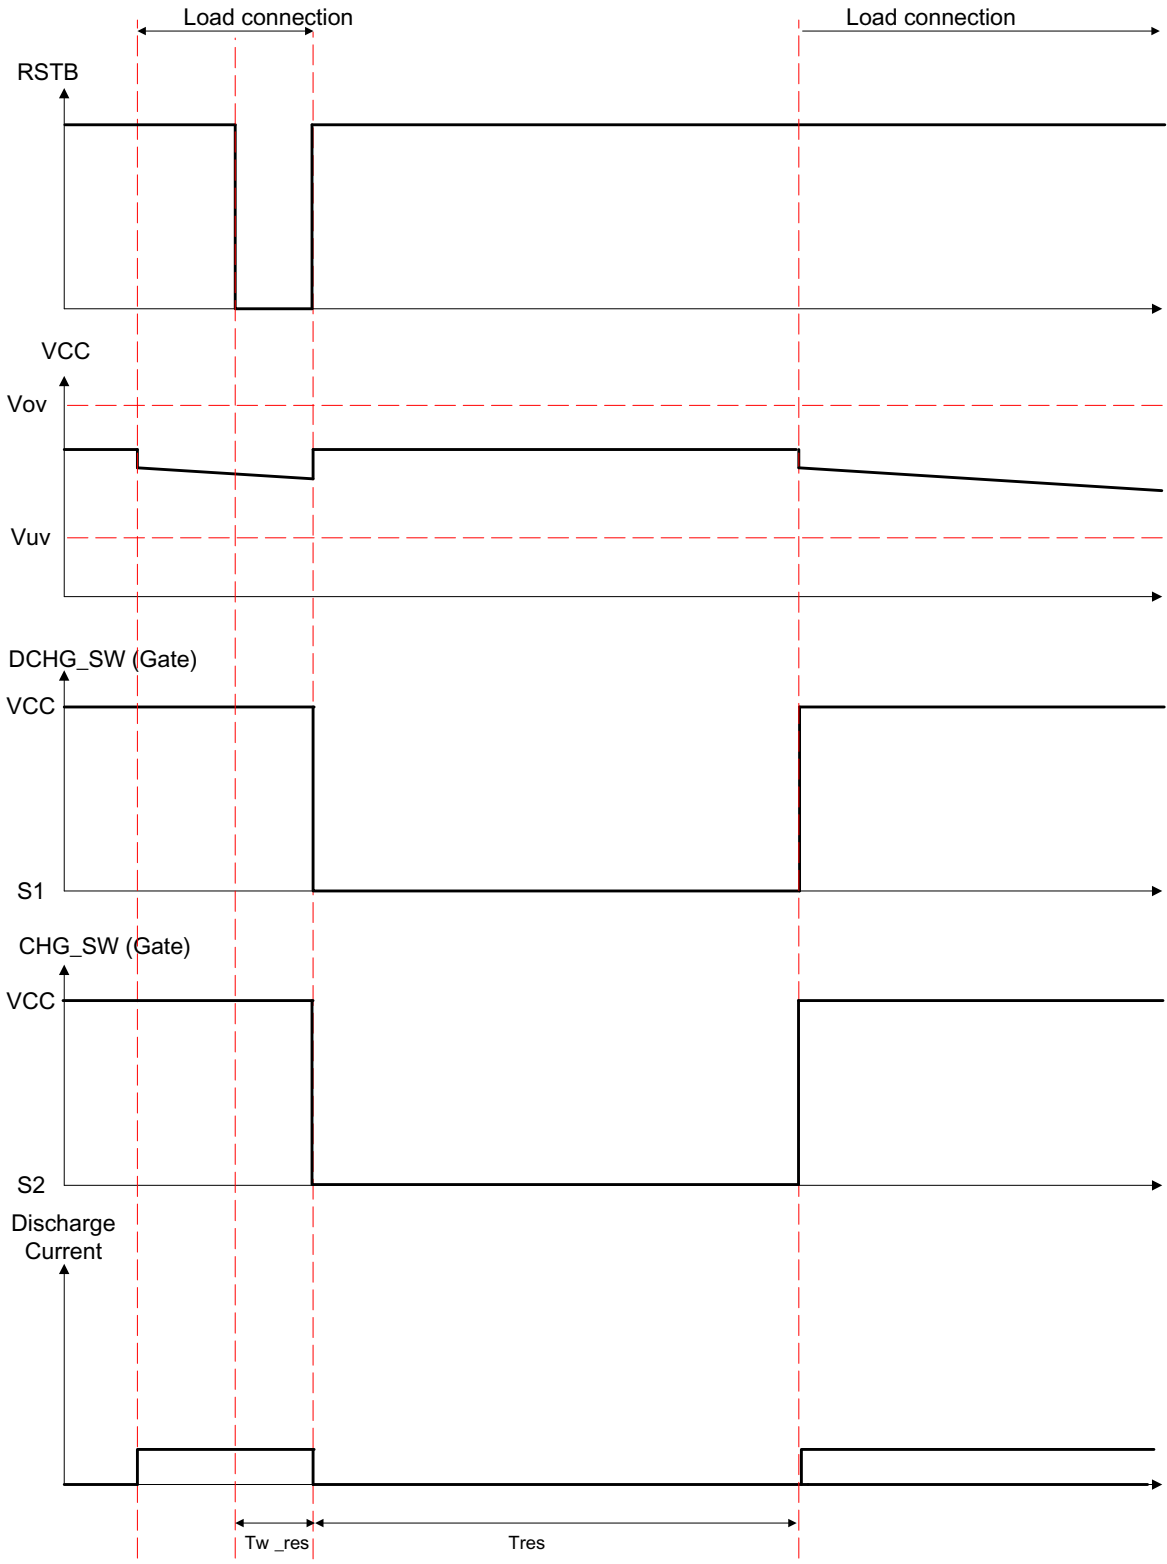 Load connection
Load connection
RSTB
VCC
Vov
Vuv
DCHG_SW (Gate)
VCC
S1
CHG_SW (Gate)
VCC
S2
Discharge
Current
Tw _res
Tres